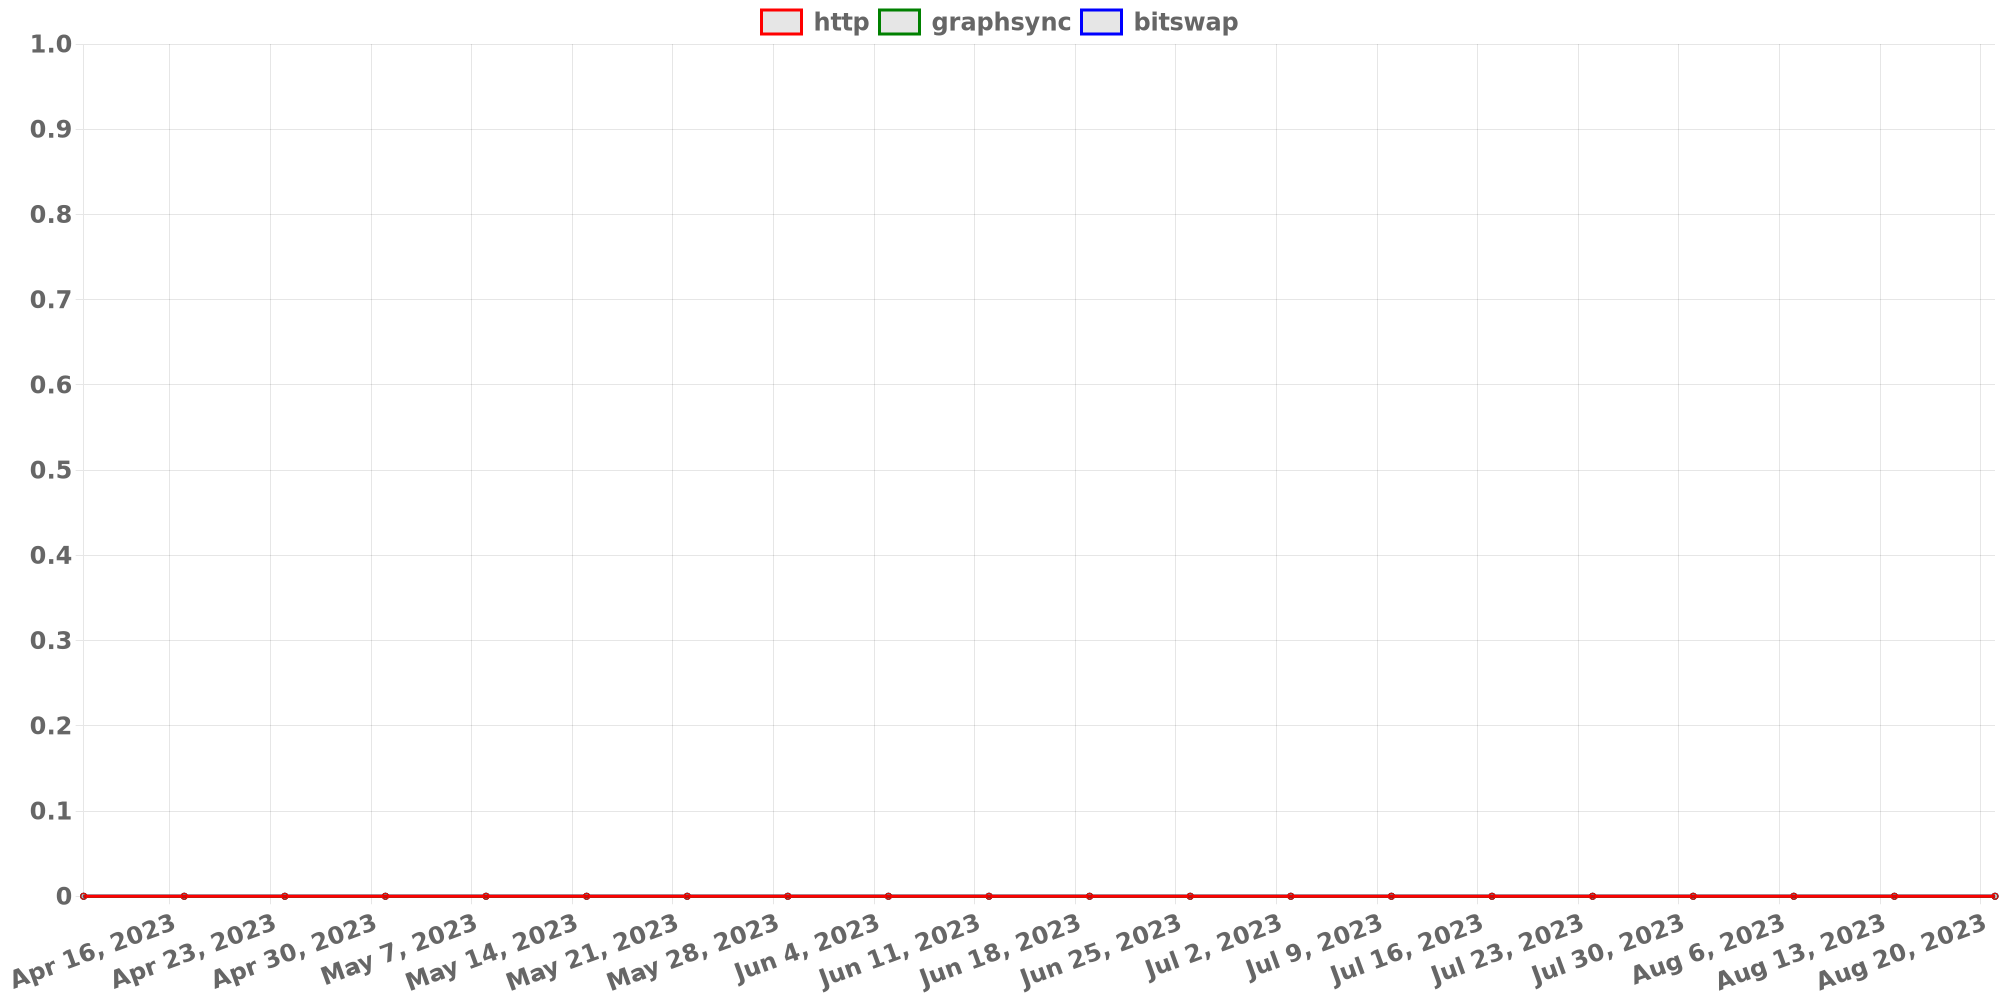 http graphsync bitswap
1.0
0.9
0.8
0.7
0.6
0.5
0.4
0.3
0.2
0.1
0
Apr 16, 2023
Apr 23, 2023
Apr 30, 2023
May 7, 2023
May 14, 2023
May 21, 2023
May 28, 2023
Jun 4, 2023
Jun 11, 2023
Jun 18, 2023
Jun 25, 2023
Jul 2, 2023
Jul 9, 2023
Jul 16, 2023
Jul 23, 2023
Jul 30, 2023
Aug 6, 2023
Aug 13, 2023
Aug 20, 2023